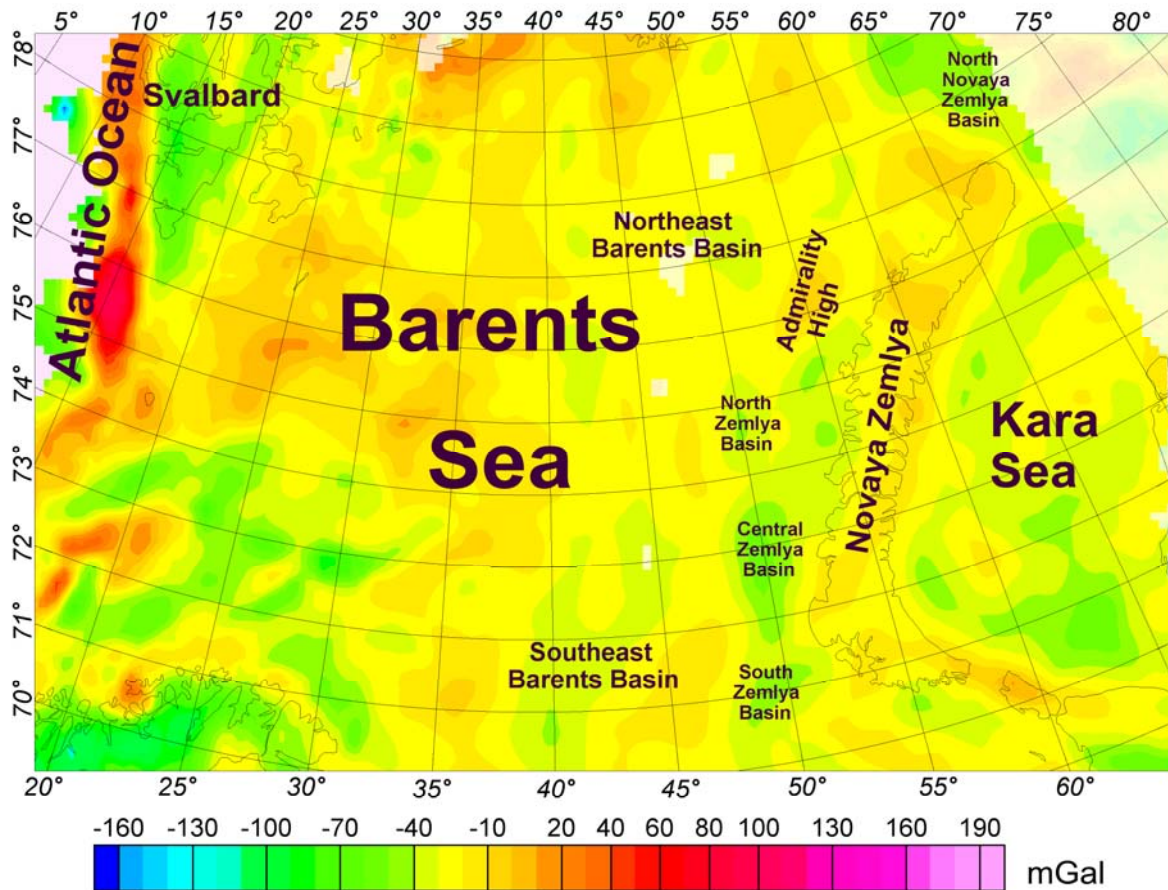 5° 10° 15° 20° 25° 30° 35° 40° 45° 50° 55° 60° 65° 70° 75° 80°
78°
77°
76°
75°
74°
73°
72°
71°
70°
Atlantic Ocean
Svalbard
North
Novaya
Zemlya
Basin
Northeast
Barents Basin
Admirality
High
Barents
Sea
North
Zemlya
Basin
Novaya Zemlya
Kara
Sea
Central
Zemlya
Basin
Southeast
Barents Basin
South
Zemlya
Basin
20° 25° 30° 35° 40° 45° 50° 55° 60°
-160 -130 -100 -70 -40 -10 20 40 60 80 100 130 160 190
mGal